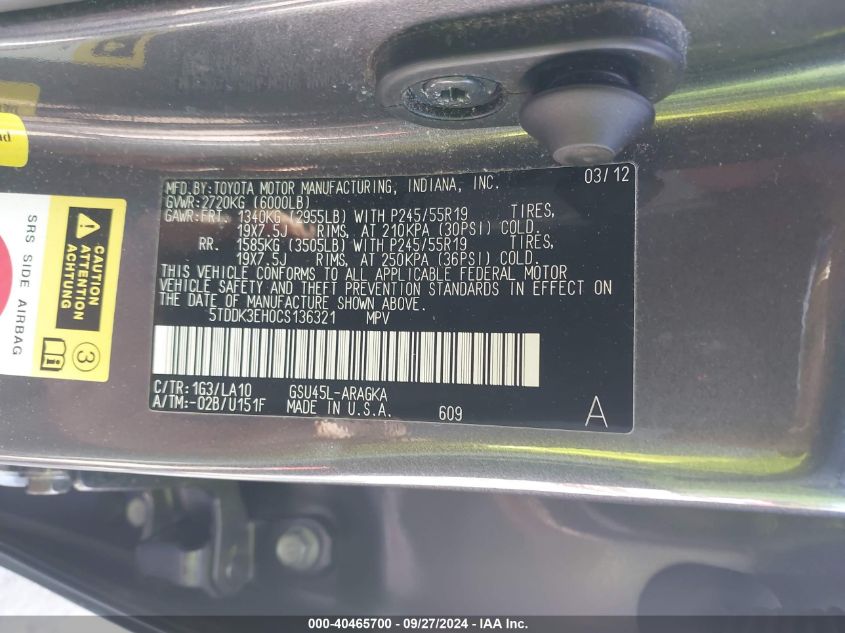 MFD.BY:TOYOTA MOTOR MANUFACTURING, INDIANA, INC. 03/12
GVWR:2720KG (6000LB)
GAWR:FRT. 1340KG (2955LB) WITH P245/55R19 TIRES,
19X7.5J RIMS, AT 210KPA (30PSI) COLD.
RR. 1585KG (3505LB) WITH P245/55R19 TIRES,
19X7.5J RIMS, AT 250KPA (36PSI) COLD.
THIS VEHICLE CONFORMS TO ALL APPLICABLE FEDERAL MOTOR
VEHICLE SAFETY AND THEFT PREVENTION STANDARDS IN EFFECT ON
THE DATE OF MANUFACTURE SHOWN ABOVE.
5TDDK3EH0CS136321 MPV
C/TR:1G3/LA10 GSU45L-ARAGKA
A/TM:-02B/U151F MADE IN U.S.A. 609 A
SRS SIDE AIRBAG
CAUTION
ATTENTION
ACHTUNG
3
000-40465700 - 09/27/2024 - IAA Inc.